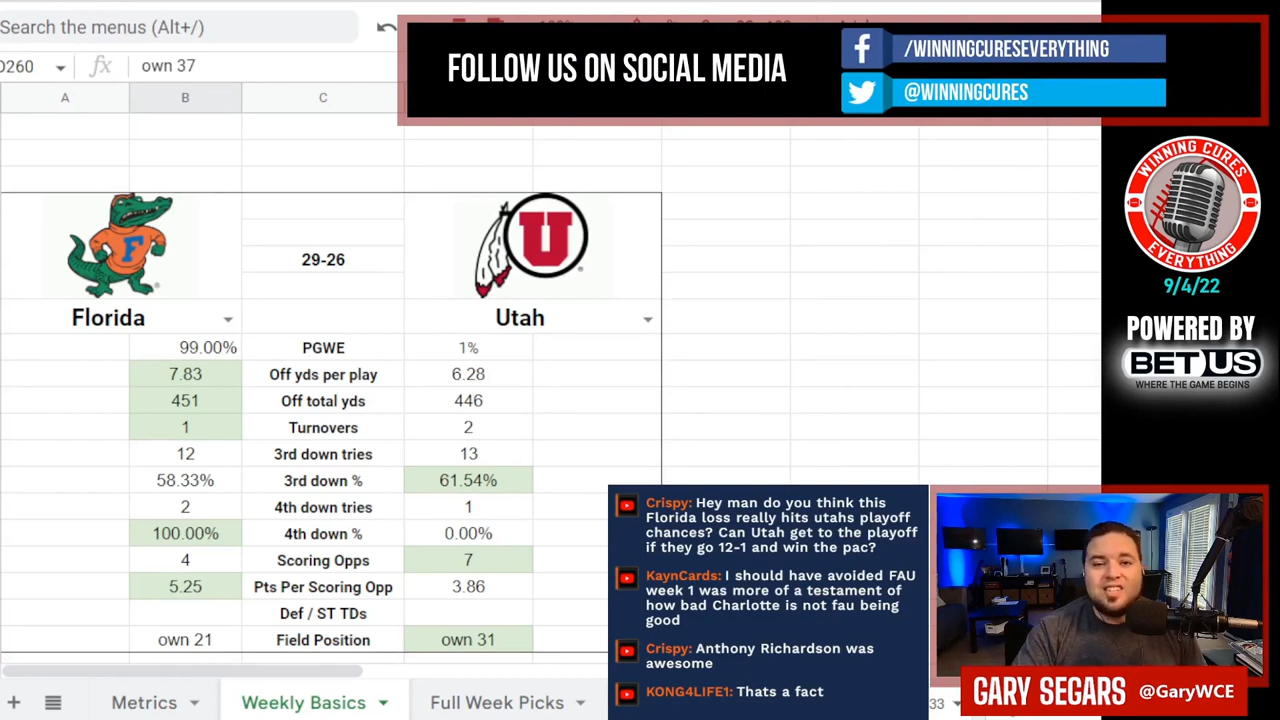 Search the menus (Alt+/)
FOLLOW US ON SOCIAL MEDIA
f /WINNINGCURESEVERYTHING
@WINNINGCURES
D260 fx own 37
A B C
WINNING CURES EVERYTHING
9/4/22
POWERED BY
BETUS
WHERE THE GAME BEGINS
F U
29-26
Florida Utah
99.00% PGWE 1%
7.83 Off yds per play 6.28
451 Off total yds 446
1 Turnovers 2
12 3rd down tries 13
58.33% 3rd down % 61.54%
2 4th down tries 1
100.00% 4th down % 0.00%
4 Scoring Opps 7
5.25 Pts Per Scoring Opp 3.86
Def / ST TDs
own 21 Field Position own 31
Crispy: Hey man do you think this
Florida loss really hits utahs playoff
chances? Can Utah get to the playoff
if they go 12-1 and win the pac?
KaynCards: I should have avoided FAU
week 1 was more of a testament of
how bad Charlotte is not fau being
good
Crispy: Anthony Richardson was
awesome
KONG4LIFE1: Thats a fact
GARY SEGARS @GaryWCE
Metrics Weekly Basics Full Week Picks 33